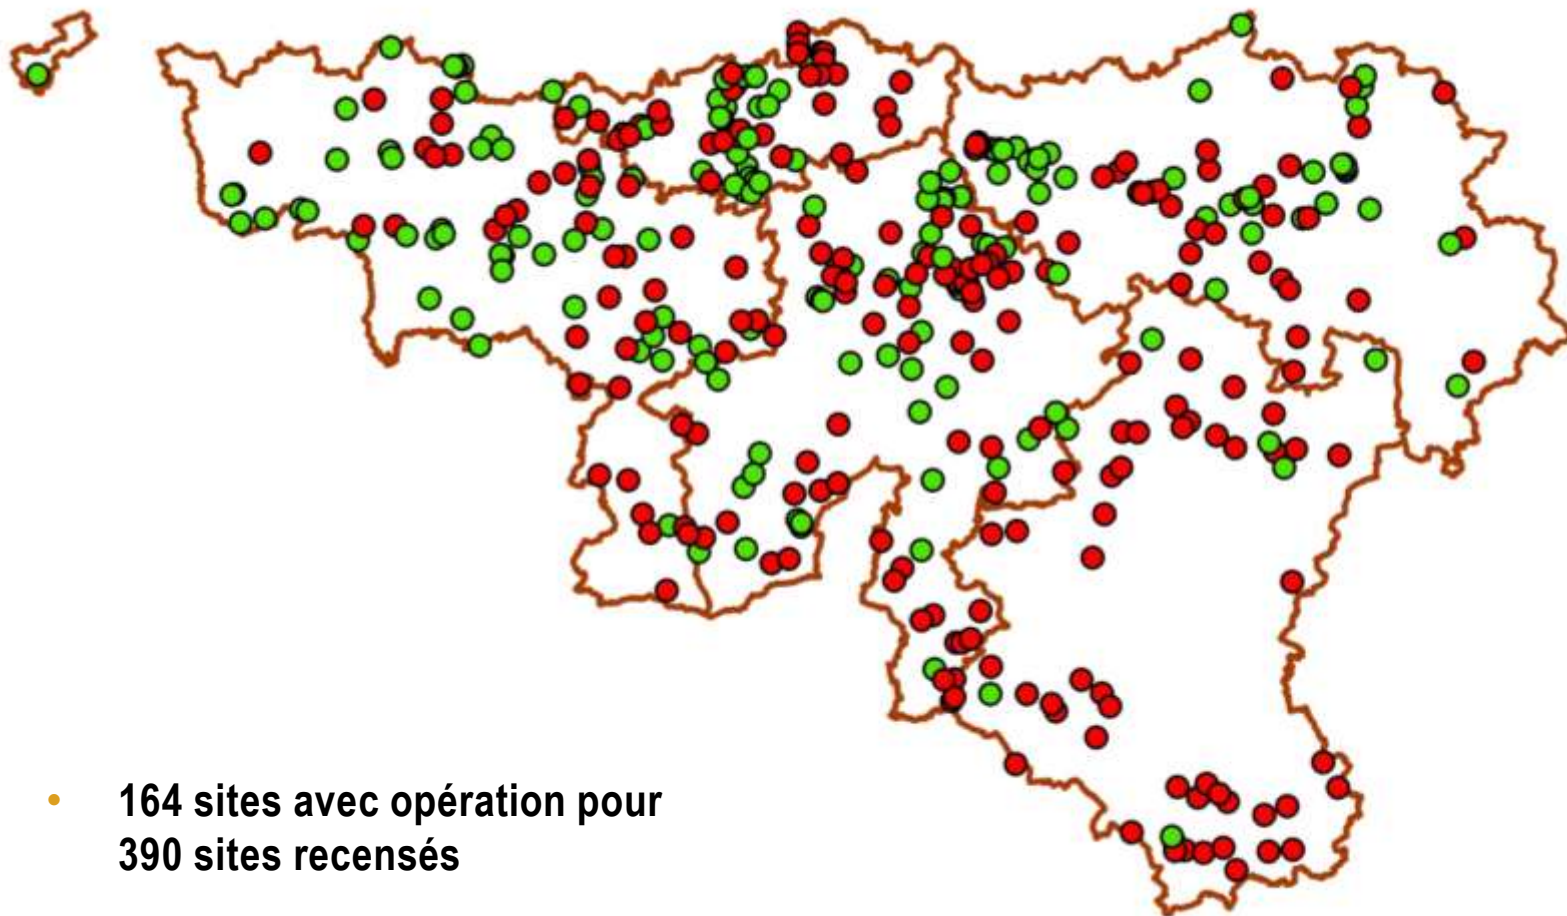 • 164 sites avec opération pour
390 sites recensés